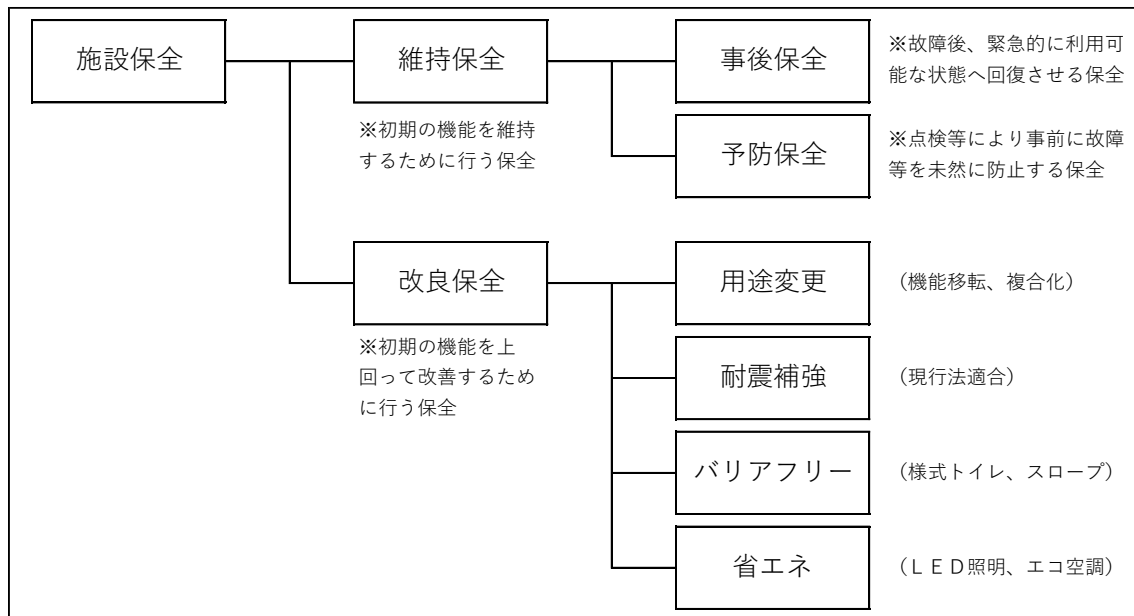 施設保全
維持保全
※初期の機能を維持
するために行う保全
事後保全
※故障後、緊急的に利用可
能な状態へ回復させる保全
予防保全
※点検等により事前に故障
等を未然に防止する保全
改良保全
※初期の機能を上
回って改善するため
に行う保全
用途変更
（機能移転、複合化）
耐震補強
（現行法適合）
バリアフリー
（様式トイレ、スロープ）
省エネ
（ＬＥＤ照明、エコ空調）